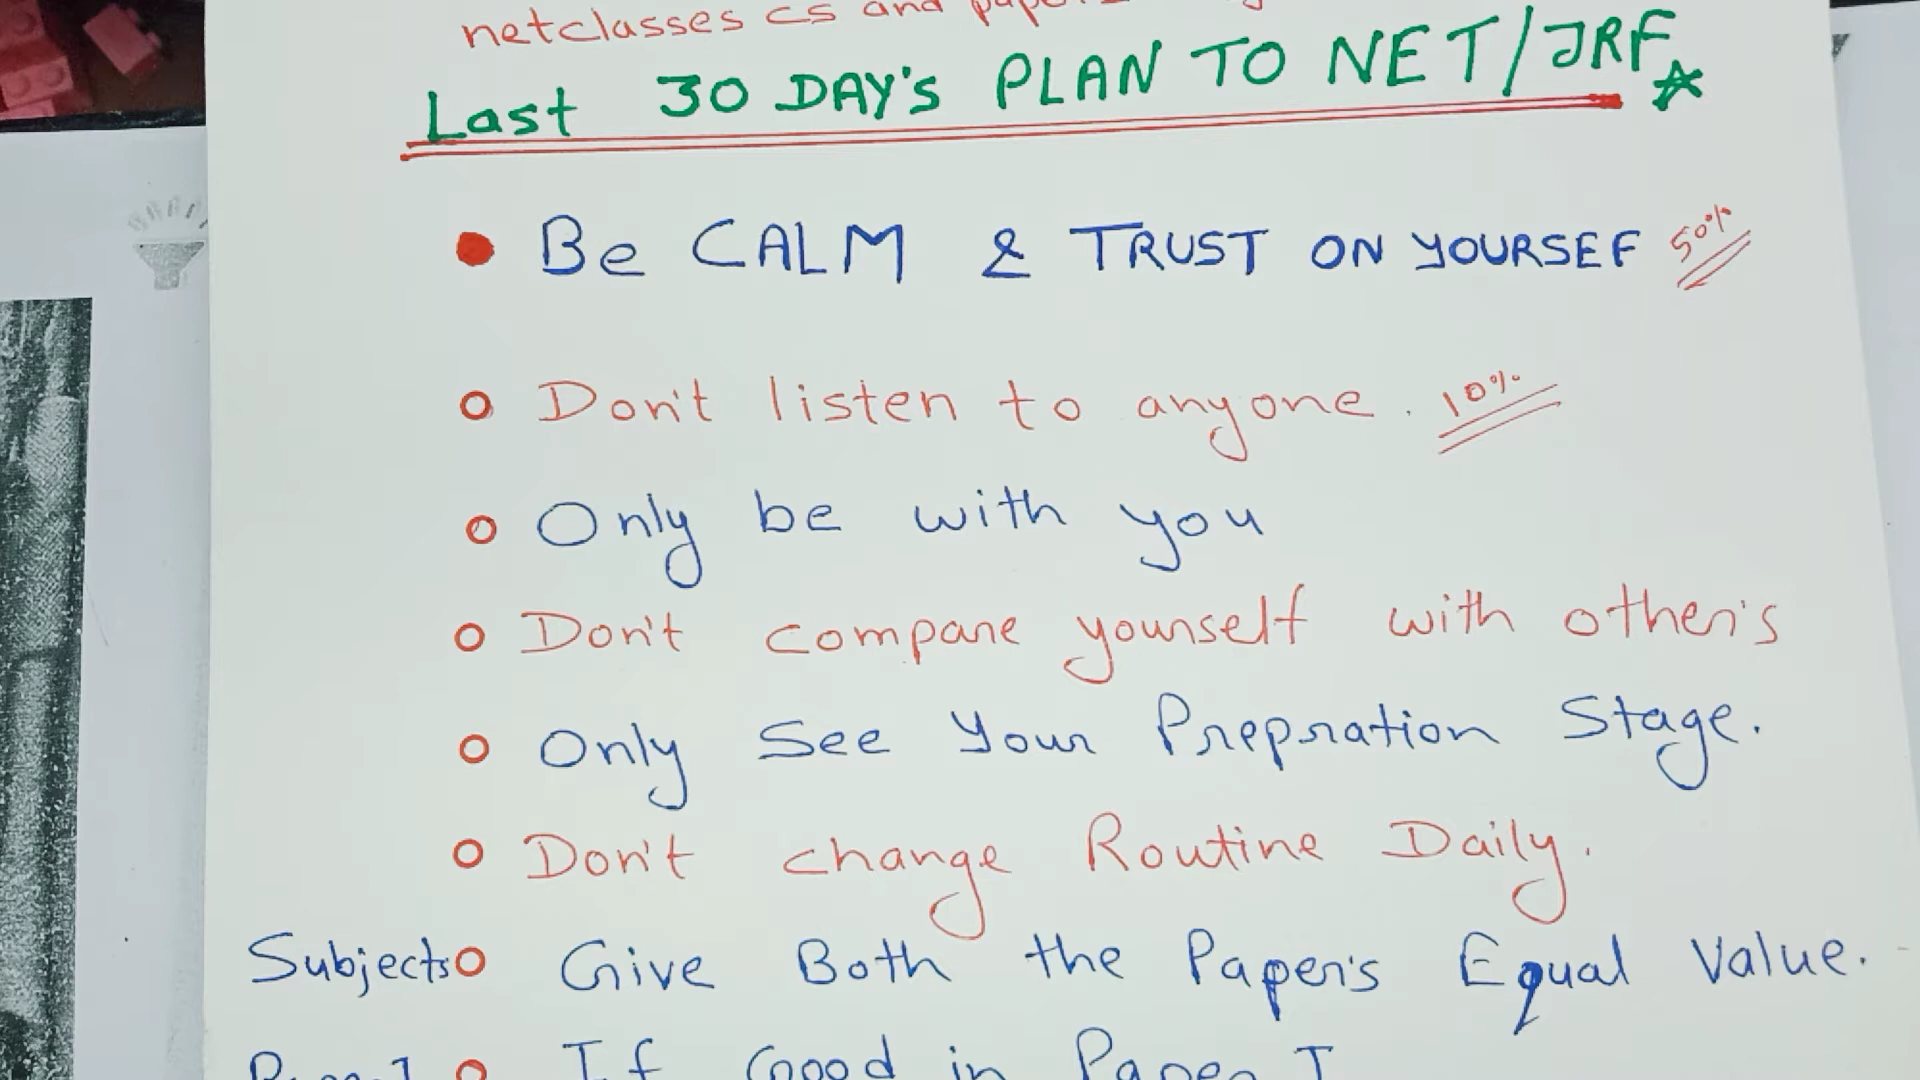 netclasses cs and
Last 30 DAY's PLAN TO NET/JRF
Be CALM & TRUST ON YOURSEF 50%
Don't listen to anyone. 10%
Only be with you
Don't compare yourself with other's
Only See Your Prepration Stage.
Don't change Routine Daily.
Subjects Give Both the Paper's Equal Value.
If Good in Paper I